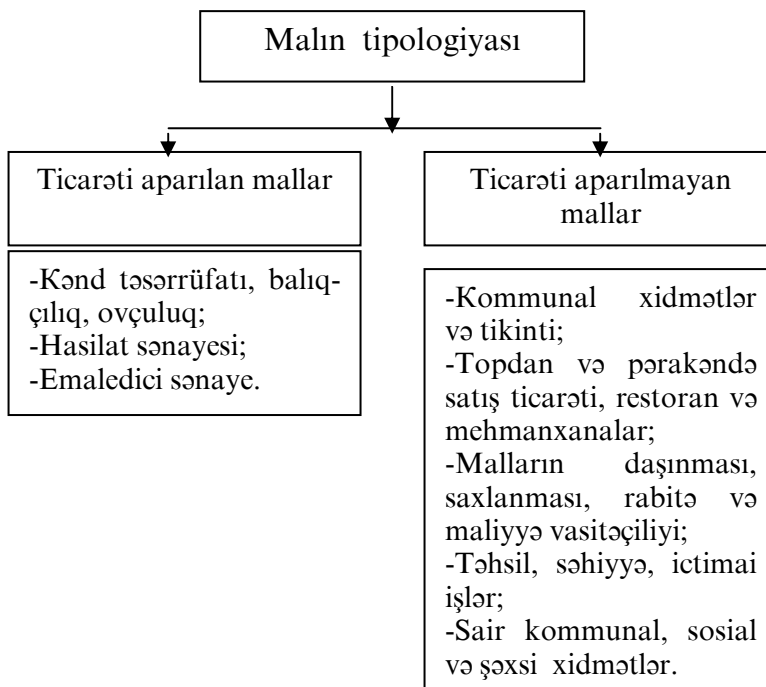 Malın tipologiyası
Ticarəti aparılan mallar
-Kənd təsərrüfatı, balıq-
çılıq, ovçuluq;
-Hasilat sənayesi;
-Emaledici sənaye.
Ticarəti aparılmayan
mallar
-Kommunal xidmətlər
və tikinti;
-Topdan və pərakəndə
satış ticarəti, restoran və
mehmanxanalar;
-Malların daşınması,
saxlanması, rabitə və
maliyyə vasitəçiliyi;
-Təhsil, səhiyyə, ictimai
işlər;
-Sair kommunal, sosial
və şəxsi xidmətlər.